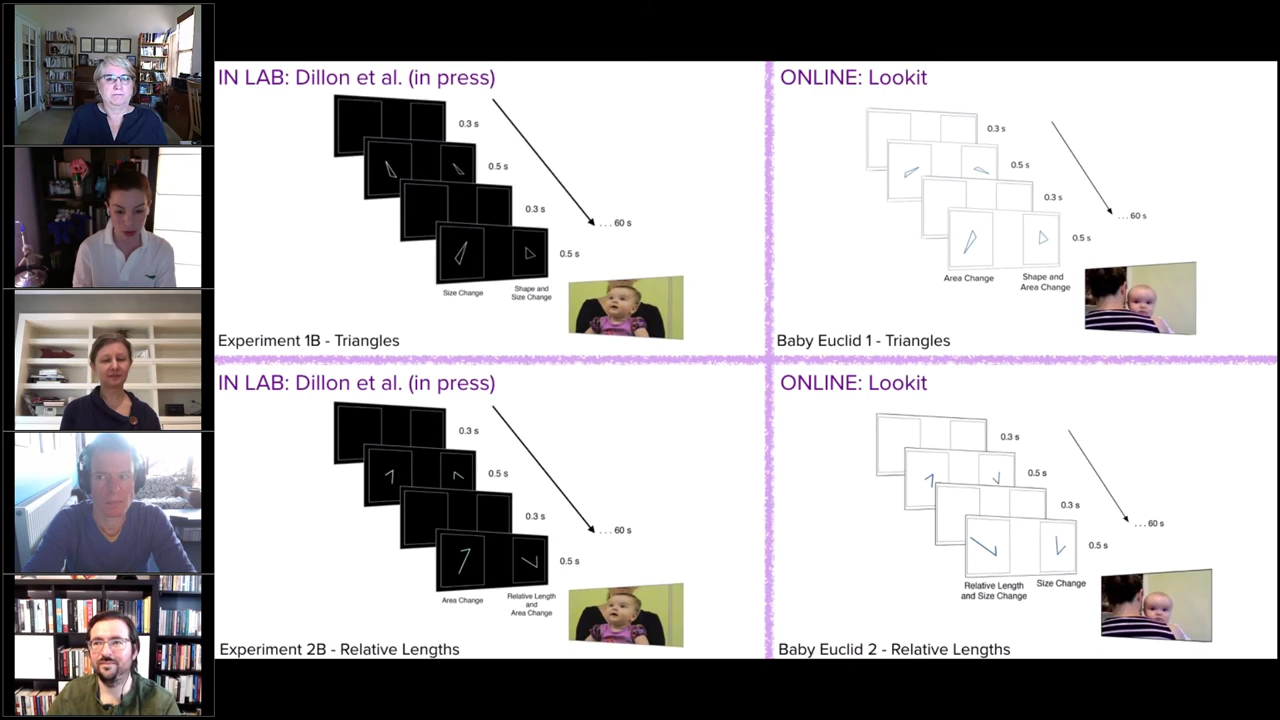 IN LAB: Dillon et al. (in press)
0.3 s
0.5 s
0.3 s
0.5 s
. . . 60 s
Size Change
Shape and
Size Change
Experiment 1B - Triangles
ONLINE: Lookit
0.3 s
0.5 s
0.3 s
0.5 s
. . . 60 s
Area Change
Shape and
Area Change
Baby Euclid 1 - Triangles
IN LAB: Dillon et al. (in press)
0.3 s
0.5 s
0.3 s
0.5 s
. . . 60 s
Area Change
Relative Length
and
Area Change
Experiment 2B - Relative Lengths
ONLINE: Lookit
0.3 s
0.5 s
0.3 s
0.5 s
. . . 60 s
Relative Length
and Size Change
Size Change
Baby Euclid 2 - Relative Lengths